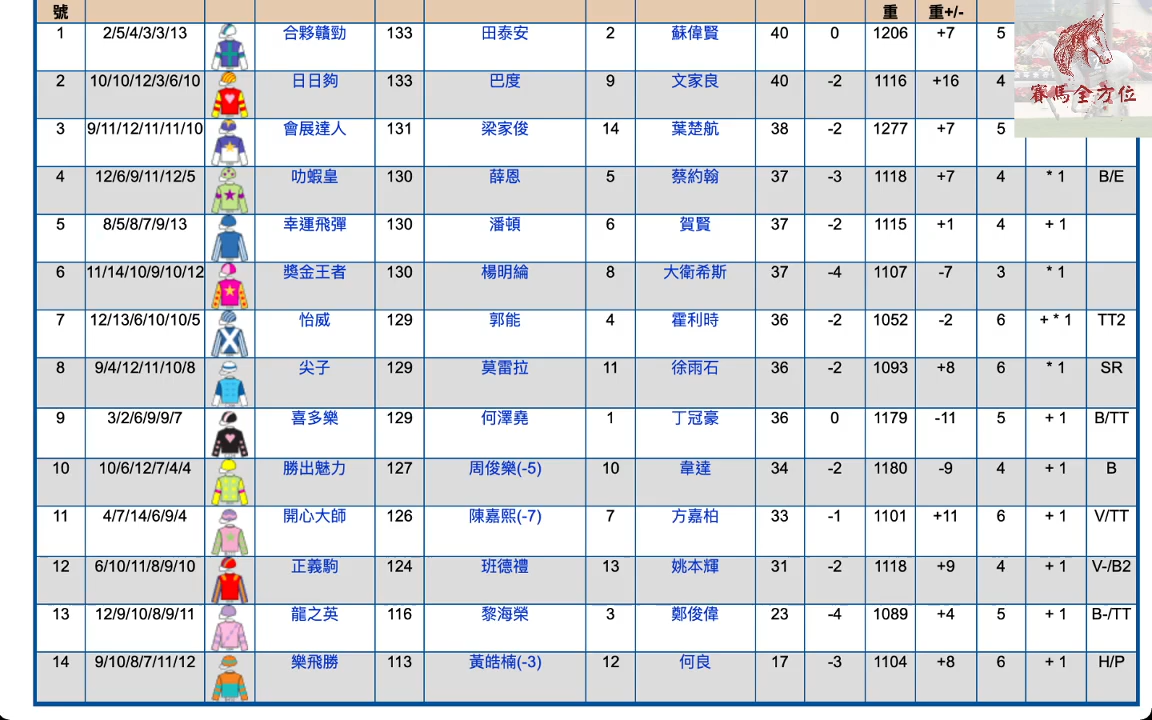 號 重 重+/-
1 2/5/4/3/3/13 合夥贛勁 133 田泰安 2 蘇偉賢 40 0 1206 +7 5
2 10/10/12/3/6/10 日日夠 133 巴度 9 文家良 40 -2 1116 +16 4
3 9/11/12/11/11/10 會展達人 131 梁家俊 14 葉楚航 38 -2 1277 +7 5
4 12/6/9/11/12/5 叻蝦皇 130 薛恩 5 蔡約翰 37 -3 1118 +7 4 * 1 B/E
5 8/5/8/7/9/13 幸運飛彈 130 潘頓 6 賀賢 37 -2 1115 +1 4 + 1
6 11/14/10/9/10/12 獎金王者 130 楊明綸 8 大衛希斯 37 -4 1107 -7 3 * 1
7 12/13/6/10/10/5 怡威 129 郭能 4 霍利時 36 -2 1052 -2 6 + * 1 TT2
8 9/4/12/11/10/8 尖子 129 莫雷拉 11 徐雨石 36 -2 1093 +8 6 * 1 SR
9 3/2/6/9/9/7 喜多樂 129 何澤堯 1 丁冠豪 36 0 1179 -11 5 + 1 B/TT
10 10/6/12/7/4/4 勝出魅力 127 周俊樂(-5) 10 韋達 34 -2 1180 -9 4 + 1 B
11 4/7/14/6/9/4 開心大師 126 陳嘉熙(-7) 7 方嘉柏 33 -1 1101 +11 6 + 1 V/TT
12 6/10/11/8/9/10 正義駒 124 班德禮 13 姚本輝 31 -2 1118 +9 4 + 1 V-/B2
13 12/9/10/8/9/11 龍之英 116 黎海榮 3 鄭俊偉 23 -4 1089 +4 5 + 1 B-/TT
14 9/10/8/7/11/12 樂飛勝 113 黃皓楠(-3) 12 何良 17 -3 1104 +8 6 + 1 H/P
賽馬全方位